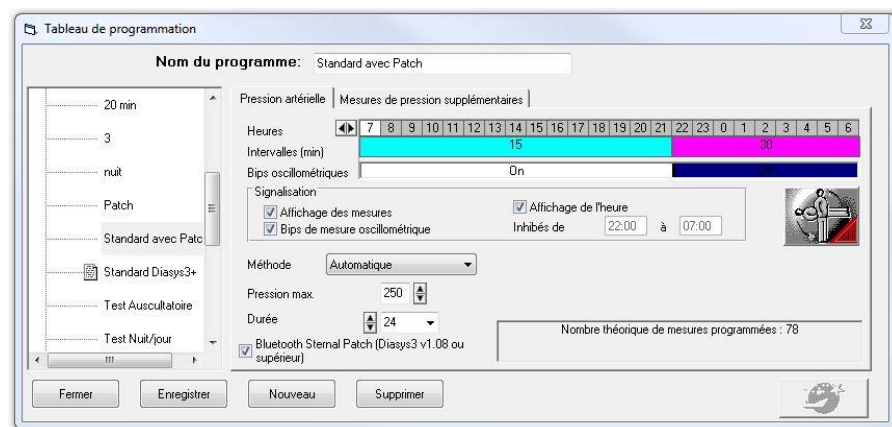 Tableau de programmation
Nom du programme: Standard avec Patch
20 min
3
nuit
Patch
Standard avec Patc
Standard Diasys3+
Test Auscultatoire
Test Nuit/jour
Pression artérielle Mesures de pression supplémentaires
Heures 7 8 9 10 11 12 13 14 15 16 17 18 19 20 21 22 23 0 1 2 3 4 5 6
Intervalles (min) 15 30
Bips oscillométriques On
Signalisation
Affichage des mesures Affichage de l'heure
Bips de mesure oscillométrique Inhibés de 22:00 à 07:00
Méthode Automatique
Pression max. 250
Durée 24
Bluetooth Sternal Patch (Diasys3 v1.08 ou
supérieur)
Nombre théorique de mesures programmées : 78
Fermer Enregistrer Nouveau Supprimer